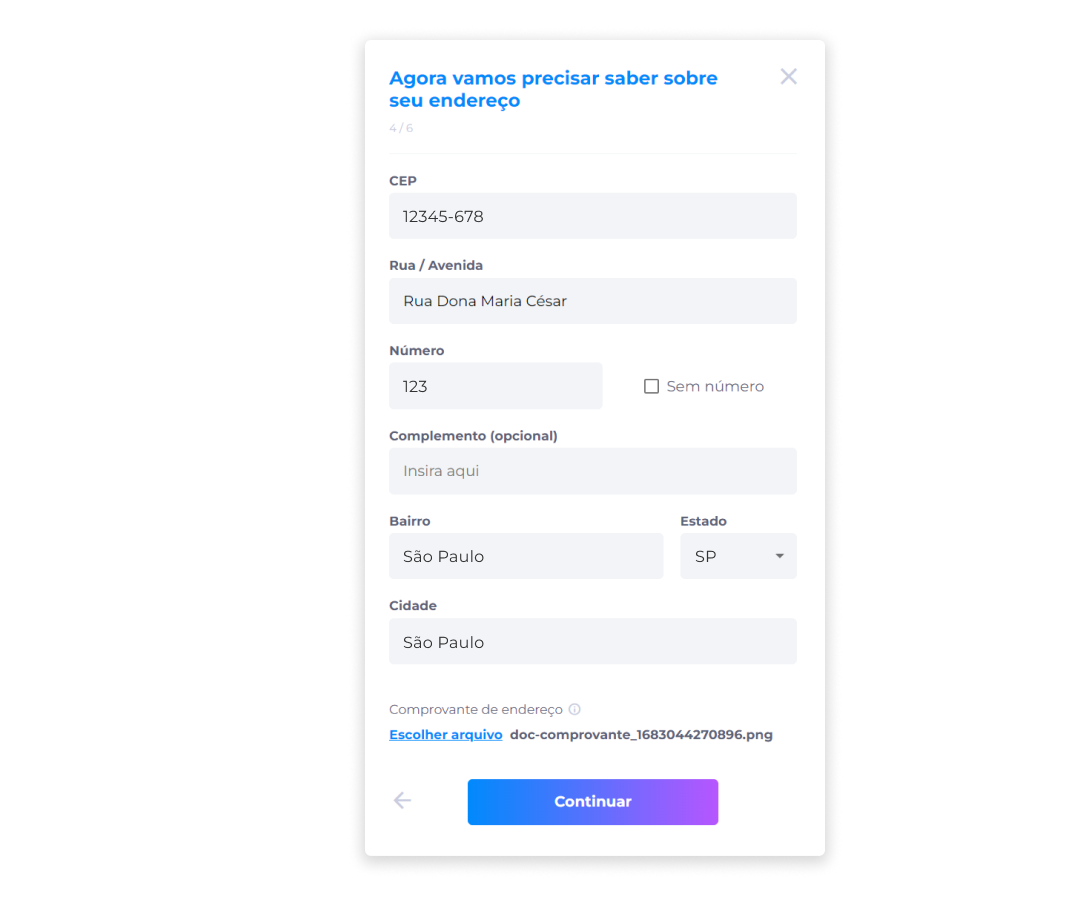 Agora vamos precisar saber sobre
seu endereço
4 / 6
CEP
12345-678
Rua / Avenida
Rua Dona Maria César
Número
123
Sem número
Complemento (opcional)
Insira aqui
Bairro
Estado
São Paulo
SP
Cidade
São Paulo
Comprovante de endereço
Escolher arquivo doc-comprovante_1683044270896.png
Continuar